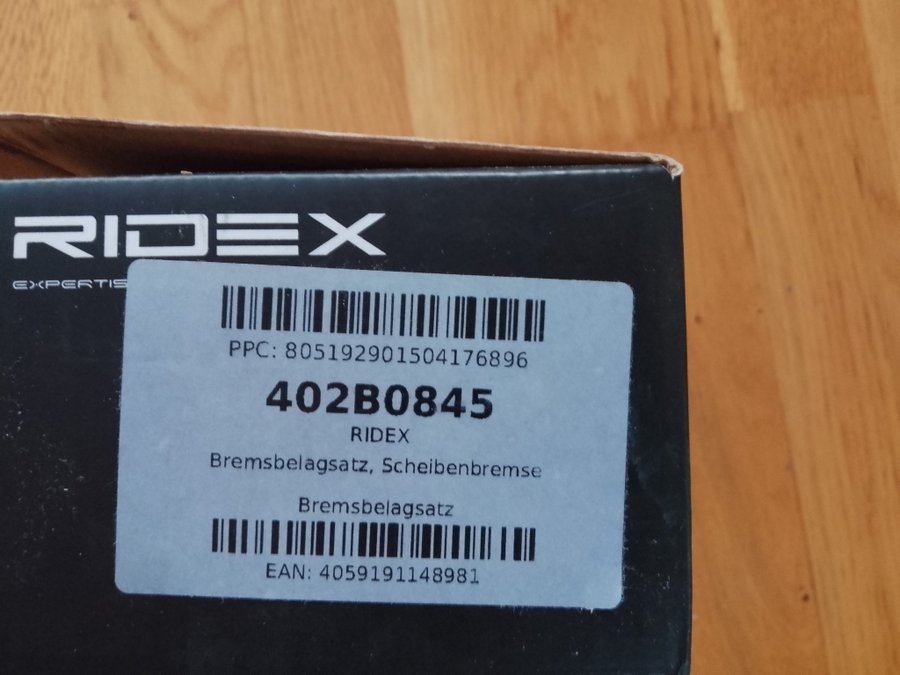 RIDEX
PPC: 805192901504176896
402B0845
RIDEX
Bremsbelagsatz, Scheibenbremse
Bremsbelagsatz
EAN: 4059191148981